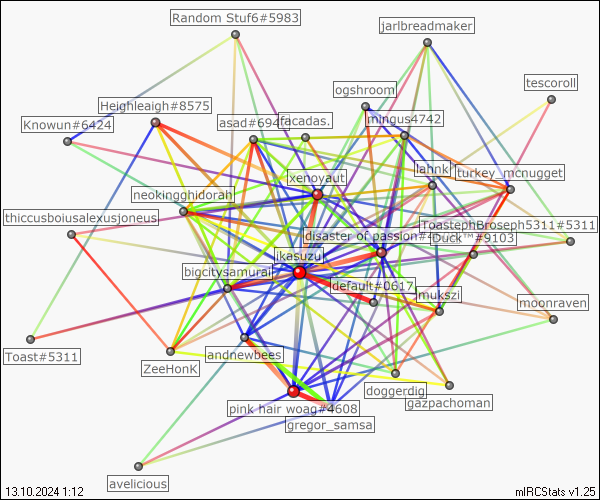 Random Stuf6#5983
jarlbreadmaker
tescoroll
ogshroom
Heighleigh#8575
mingus4742
asad#694
facadas.
Knowun#6424
lahnk
turkey_mcnugget
xenoyaut
neokingghidorah
thiccusboiusalexusjoneus
ToastephBroseph5311#5311
disaster of passion#
Duck™#9103
ikasuzu
bigcitysamurai
default#0617
mukszi
moonraven
Toast#5311
andnewbees
ZeeHonK
doggerdig
gazpachoman
pink hair woag#4608
gregor_samsa
avelicious
13.10.2024 1:12
mIRCStats v1.25